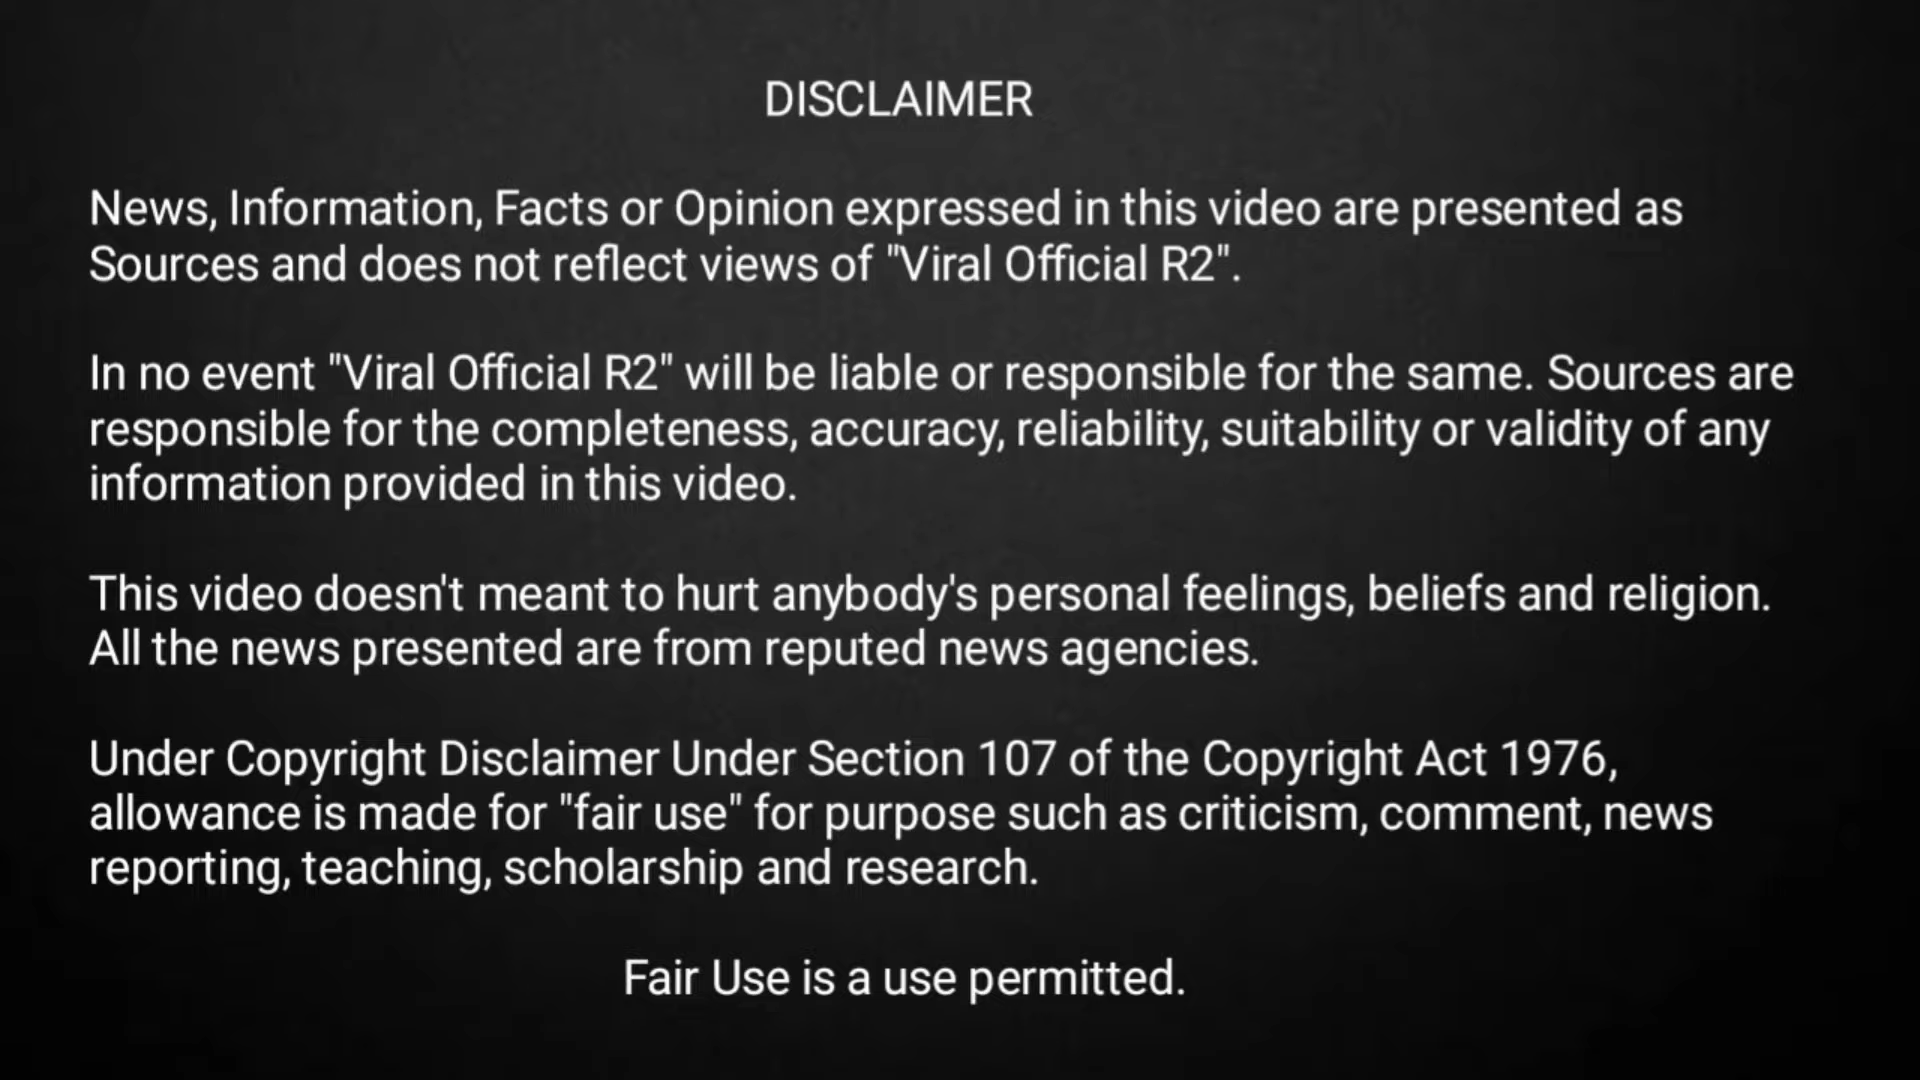 DISCLAIMER
News, Information, Facts or Opinion expressed in this video are presented as
Sources and does not reflect views of "Viral Official R2".
In no event "Viral Official R2" will be liable or responsible for the same. Sources are
responsible for the completeness, accuracy, reliability, suitability or validity of any
information provided in this video.
This video doesn't meant to hurt anybody's personal feelings, beliefs and religion.
All the news presented are from reputed news agencies.
Under Copyright Disclaimer Under Section 107 of the Copyright Act 1976,
allowance is made for "fair use" for purpose such as criticism, comment, news
reporting, teaching, scholarship and research.
Fair Use is a use permitted.